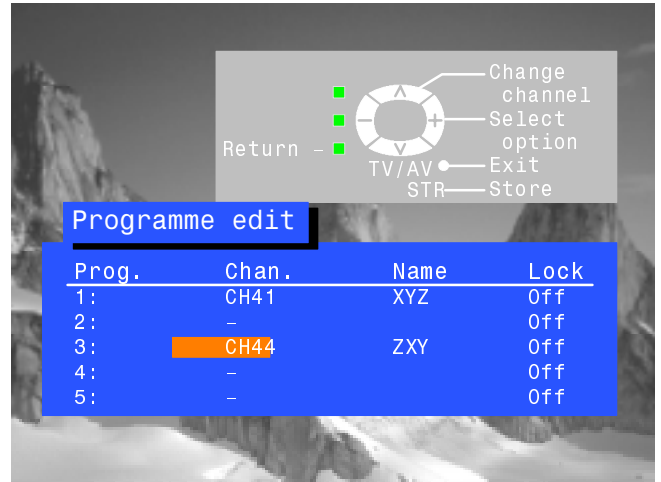 Change
channel
Select
option
Return –
TV/AV
Exit
STR
Store
Programme edit
Prog. Chan. Name Lock
1: CH41 XYZ Off
2: – Off
3: CH44 ZXY Off
4: – Off
5: – Off